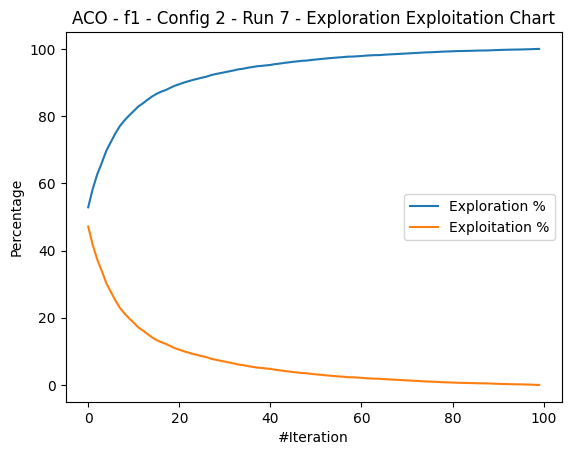 ACO - f1 - Config 2 - Run 7 - Exploration Exploitation Chart
100
80
60
40
20
0
Percentage
Exploration %
Exploitation %
0 20 40 60 80 100
#Iteration